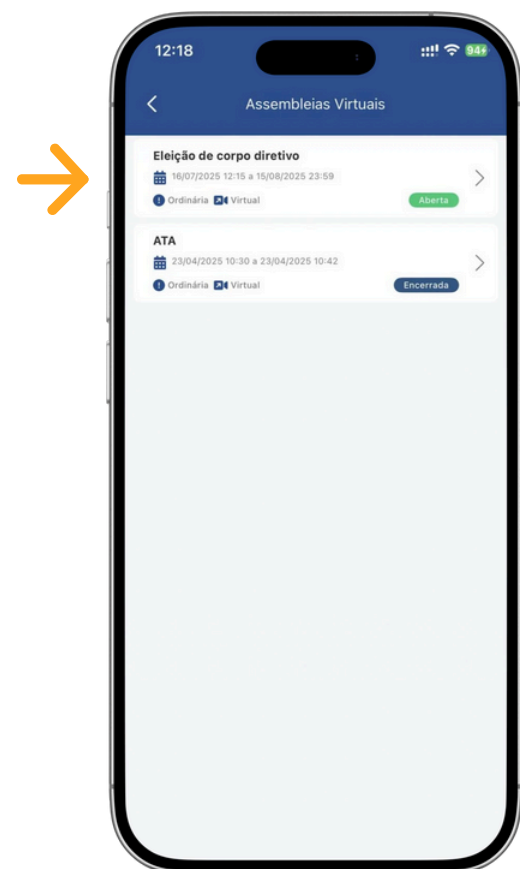 12:18
94
Assembleias Virtuais
Eleição de corpo diretivo
16/07/2025 12:15 a 15/08/2025 23:59
Ordinária Virtual
Aberta
ATA
23/04/2025 10:30 a 23/04/2025 10:42
Ordinária Virtual
Encerrada